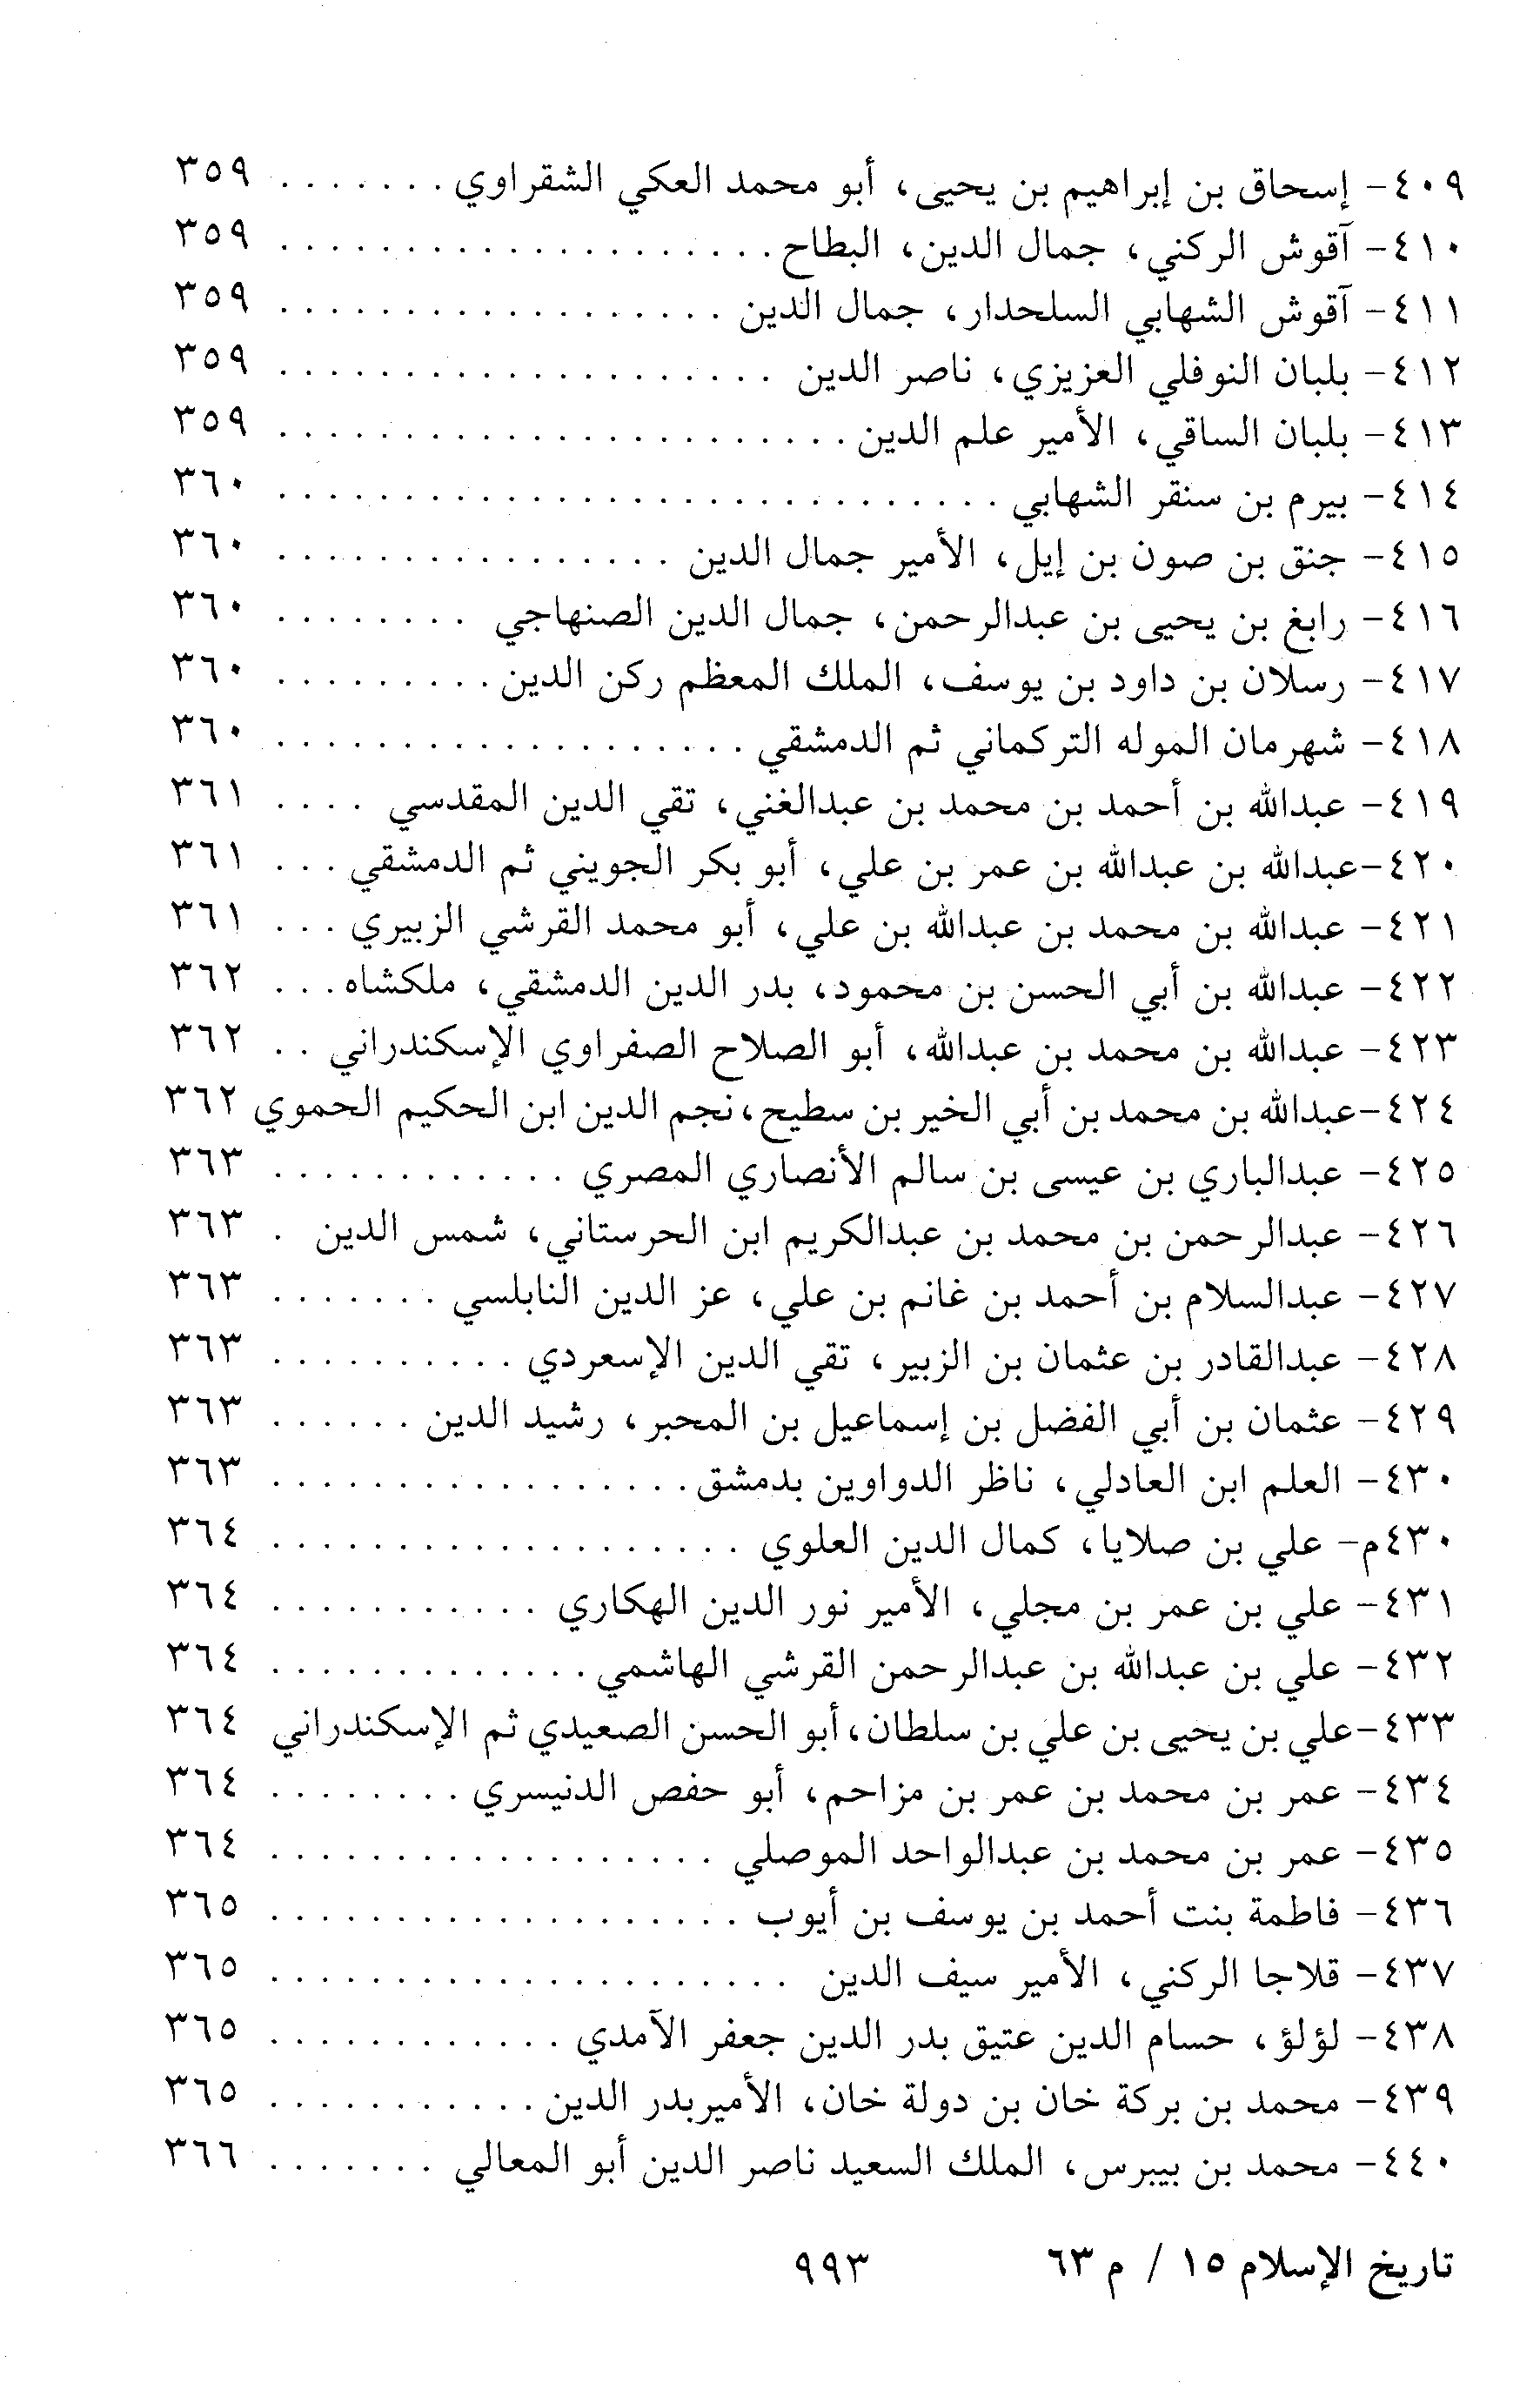 ٤٠٩- إسحاق بن إبراهيم بن يحيى، أبو محمد العكي الشقراوي . . . . . . . ٣٥٩
٤١٠- آقوش الركني، جمال الدين، البطاح . . . . . . . . . . . . . . . . . . . . ٣٥٩
٤١١- آقوش الشهابي السلحدار، جمال الدين . . . . . . . . . . . . . . . . . . ٣٥٩
٤١٢- بلبان النوفلي العزيزي، ناصر الدين . . . . . . . . . . . . . . . . . . . . ٣٥٩
٤١٣- بلبان الساقي، الأمير علم الدين . . . . . . . . . . . . . . . . . . . . . . . ٣٥٩
٤١٤- بيرم بن سنقر الشهابي . . . . . . . . . . . . . . . . . . . . . . . . . . . . . ٣٦٠
٤١٥- جنق بن صون بن إيل، الأمير جمال الدين . . . . . . . . . . . . . . . . ٣٦٠
٤١٦- رابغ بن يحيى بن عبدالرحمن، جمال الدين الصنهاجي . . . . . . . . ٣٦٠
٤١٧- رسلان بن داود بن يوسف، الملك المعظم ركن الدين . . . . . . . . . ٣٦٠
٤١٨- شهرمان الموله التركماني ثم الدمشقي . . . . . . . . . . . . . . . . . . . ٣٦٠
٤١٩- عبدالله بن أحمد بن محمد بن عبدالغني، تقي الدين المقدسي . . . . ٣٦١
٤٢٠-عبدالله بن عبدالله بن عمر بن علي، أبو بكر الجويني ثم الدمشقي . . . ٣٦١
٤٢١- عبدالله بن محمد بن عبدالله بن علي، أبو محمد القرشي الزبيري . . . ٣٦١
٤٢٢- عبدالله بن أبي الحسن بن محمود، بدر الدين الدمشقي، ملكشاه . . . ٣٦٢
٤٢٣- عبدالله بن محمد بن عبدالله، أبو الصلاح الصفراوي الإسكندراني . . ٣٦٢
٤٢٤-عبدالله بن محمد بن أبي الخير بن سطيح، نجم الدين ابن الحكيم الحموي ٣٦٢
٤٢٥- عبدالباري بن عيسى بن سالم الأنصاري المصري . . . . . . . . . . . . ٣٦٣
٤٢٦- عبدالرحمن بن محمد بن عبدالكريم ابن الحرستاني، شمس الدين . ٣٦٣
٤٢٧- عبدالسلام بن أحمد بن غانم بن علي، عز الدين النابلسي . . . . . . . ٣٦٣
٤٢٨- عبدالقادر بن عثمان بن الزبير، تقي الدين الإسعردي . . . . . . . . . . ٣٦٣
٤٢٩- عثمان بن أبي الفضل بن إسماعيل بن المحبر، رشيد الدين . . . . . . ٣٦٣
٤٣٠- العلم ابن العادلي، ناظر الدواوين بدمشق . . . . . . . . . . . . . . . . . ٣٦٣
٤٣٠م- علي بن صلايا، كمال الدين العلوي . . . . . . . . . . . . . . . . . . . ٣٦٤
٤٣١- علي بن عمر بن مجلي، الأمير نور الدين الهكاري . . . . . . . . . . . ٣٦٤
٤٣٢- علي بن عبدالله بن عبدالرحمن القرشي الهاشمي . . . . . . . . . . . . . ٣٦٤
٤٣٣-علي بن يحيى بن علي بن سلطان، أبو الحسن الصعيدي ثم الإسكندراني ٣٦٤
٤٣٤- عمر بن محمد بن عمر بن مزاحم، أبو حفص الدنيسري . . . . . . . . ٣٦٤
٤٣٥- عمر بن محمد بن عبدالواحد الموصلي . . . . . . . . . . . . . . . . . . ٣٦٤
٤٣٦- فاطمة بنت أحمد بن يوسف بن أيوب . . . . . . . . . . . . . . . . . . . ٣٦٥
٤٣٧- قلاجا الركني، الأمير سيف الدين . . . . . . . . . . . . . . . . . . . . . ٣٦٥
٤٣٨- لؤلؤ، حسام الدين عتيق بدر الدين جعفر الآمدي . . . . . . . . . . . . ٣٦٥
٤٣٩- محمد بن بركة خان بن دولة خان، الأميربدر الدين . . . . . . . . . . . ٣٦٥
٤٤٠- محمد بن بيبرس، الملك السعيد ناصر الدين أبو المعالي . . . . . . . ٣٦٦
تاريخ الإسلام ١٥ / م ٦٣ ٩٩٣